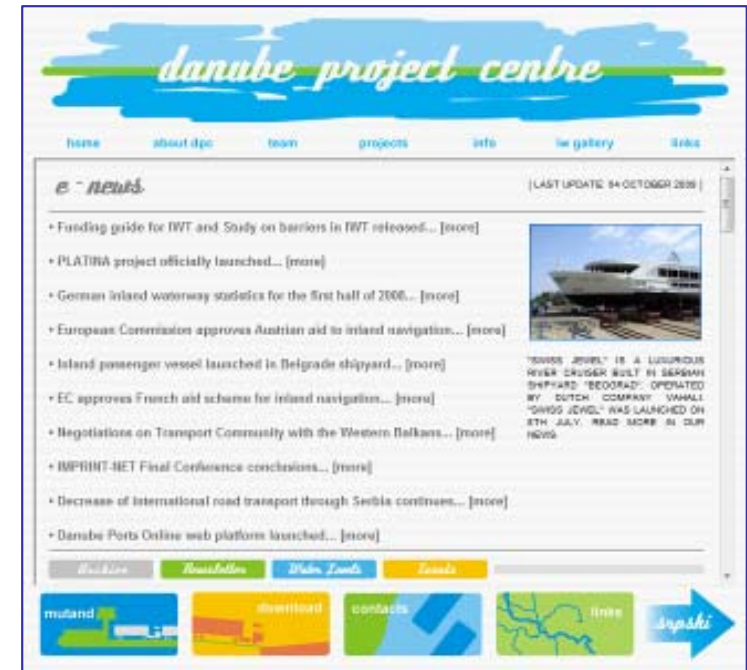 danube project centre
home about dpc team projects info iw gallery links
e - news
| LAST UPDATE 04 OCTOBER 2008 |
• Funding guide for IWT and Study on barriers in IWT released... [more]
• PLATINA project officially launched... [more]
• German inland waterway statistics for the first half of 2008... [more]
• European Commission approves Austrian aid to inland navigation... [more]
• Inland passenger vessel launched in Belgrade shipyard... [more]
• EC approves French aid scheme for inland navigation... [more]
• Negotiations on Transport Community with the Western Balkans... [more]
• IMPRINT-NET Final Conference conclusions... [more]
• Decrease of international road transport through Serbia continues... [more]
• Danube Ports Online web platform launched... [more]
"SWISS JEWEL" IS A LUXURIOUS
RIVER CRUISER BUILT IN SERBIAN
SHIPYARD "BEOGRAD". OPERATED
BY DUTCH COMPANY VAHALI.
"SWISS JEWEL" WAS LAUNCHED ON
5TH JULY. READ MORE IN OUR
NEWS
Archive Newsletter Water Levels Events
mutand download contacts links srpski